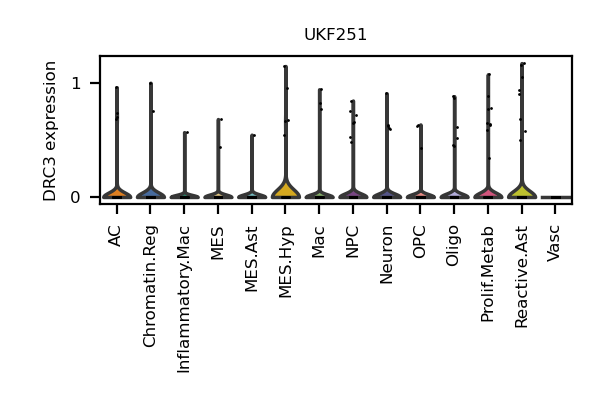 UKF251
DRC3 expression
1
0
AC
Chromatin.Reg
Inflammatory.Mac
MES
MES.Ast
MES.Hyp
Mac
NPC
Neuron
OPC
Oligo
Prolif.Metab
Reactive.Ast
Vasc